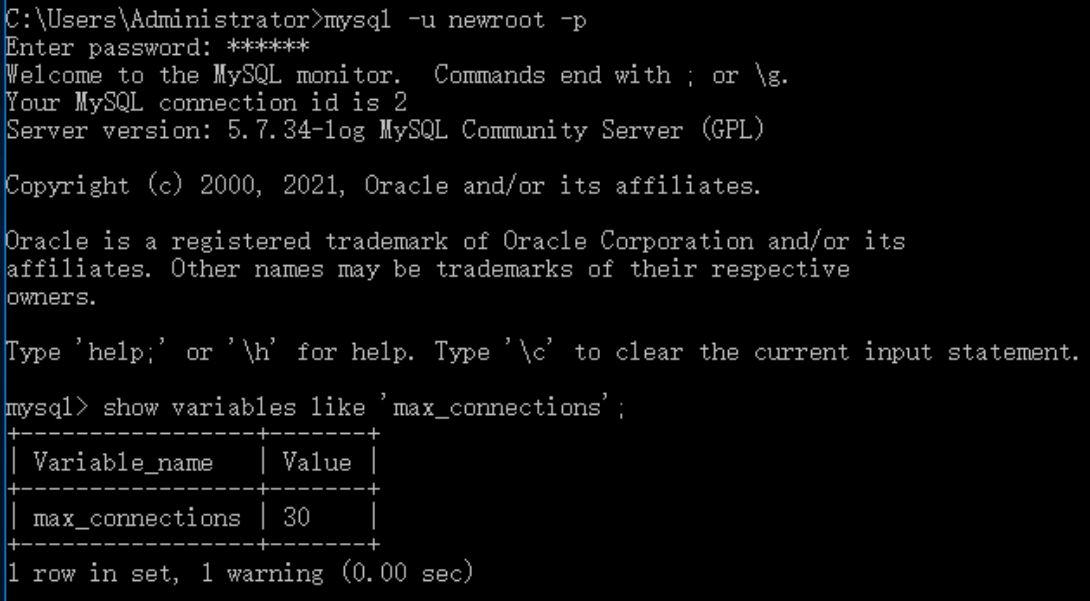 C:\Users\Administrator>mysql -u newroot -p
Enter password: ******
Welcome to the MySQL monitor.  Commands end with ; or \g.
Your MySQL connection id is 2
Server version: 5.7.34-log MySQL Community Server (GPL)
Copyright (c) 2000, 2021, Oracle and/or its affiliates.
Oracle is a registered trademark of Oracle Corporation and/or its
affiliates. Other names may be trademarks of their respective
owners.
Type 'help;' or '\h' for help. Type '\c' to clear the current input statement.
mysql> show variables like 'max_connections';
+-----------------+-------+
| Variable_name   | Value |
+-----------------+-------+
| max_connections | 30    |
+-----------------+-------+
1 row in set, 1 warning (0.00 sec)